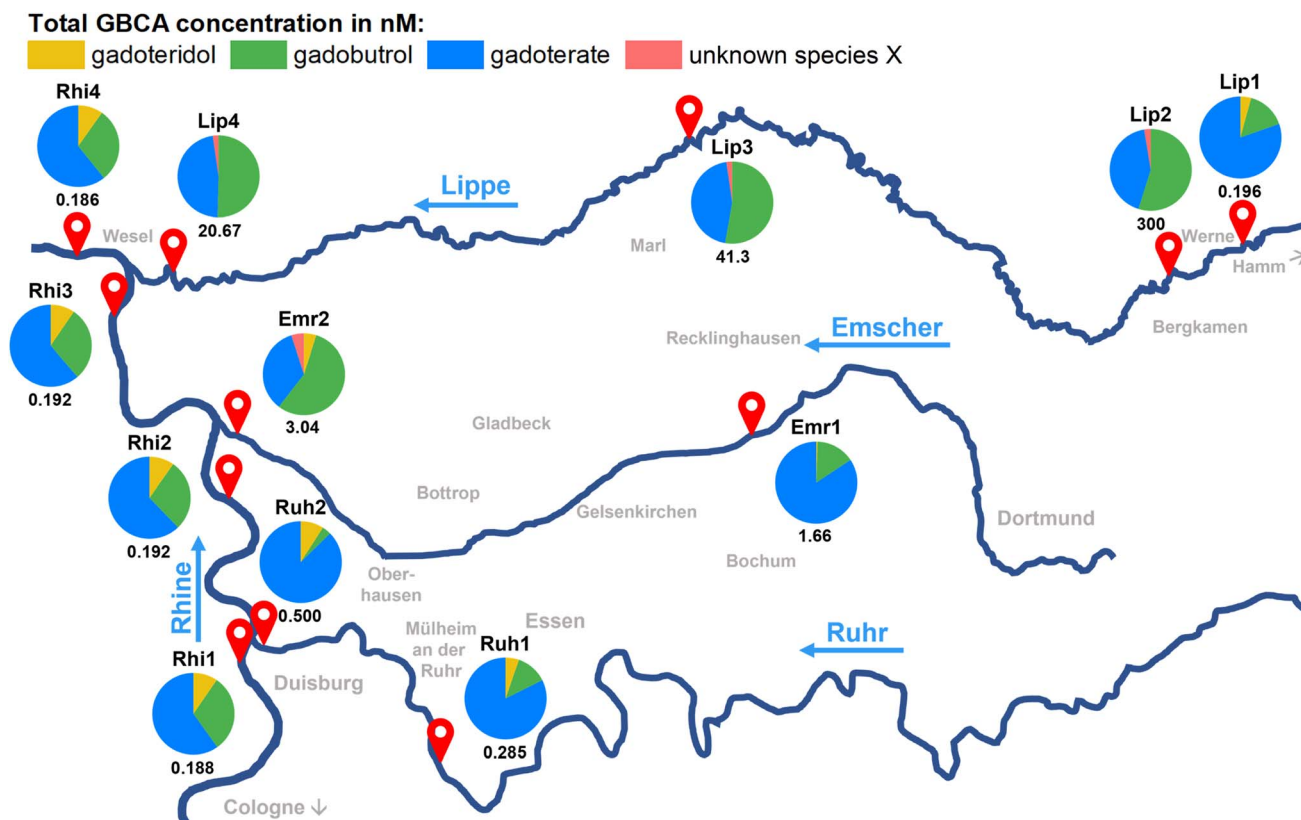 Total GBCA concentration in nM:
gadoteridol gadobutrol gadoterate unknown species X
Rhi4
0.186
Lip4
20.67
Lip3
41.3
Lip2
300
Lip1
0.196
Lippe
Wesel
Marl
Werne
Hamm →
Bergkamen
Rhi3
0.192
Emr2
3.04
Recklinghausen
Emscher
Gladbeck
Rhi2
0.192
Emr1
1.66
Bottrop
Gelsenkirchen
Dortmund
Bochum
Ruh2
0.500
Ober-
hausen
Rhine
Essen
Mülheim
an der
Ruhr
Ruh1
0.285
Ruhr
Rhi1
0.188
Duisburg
Cologne ↓